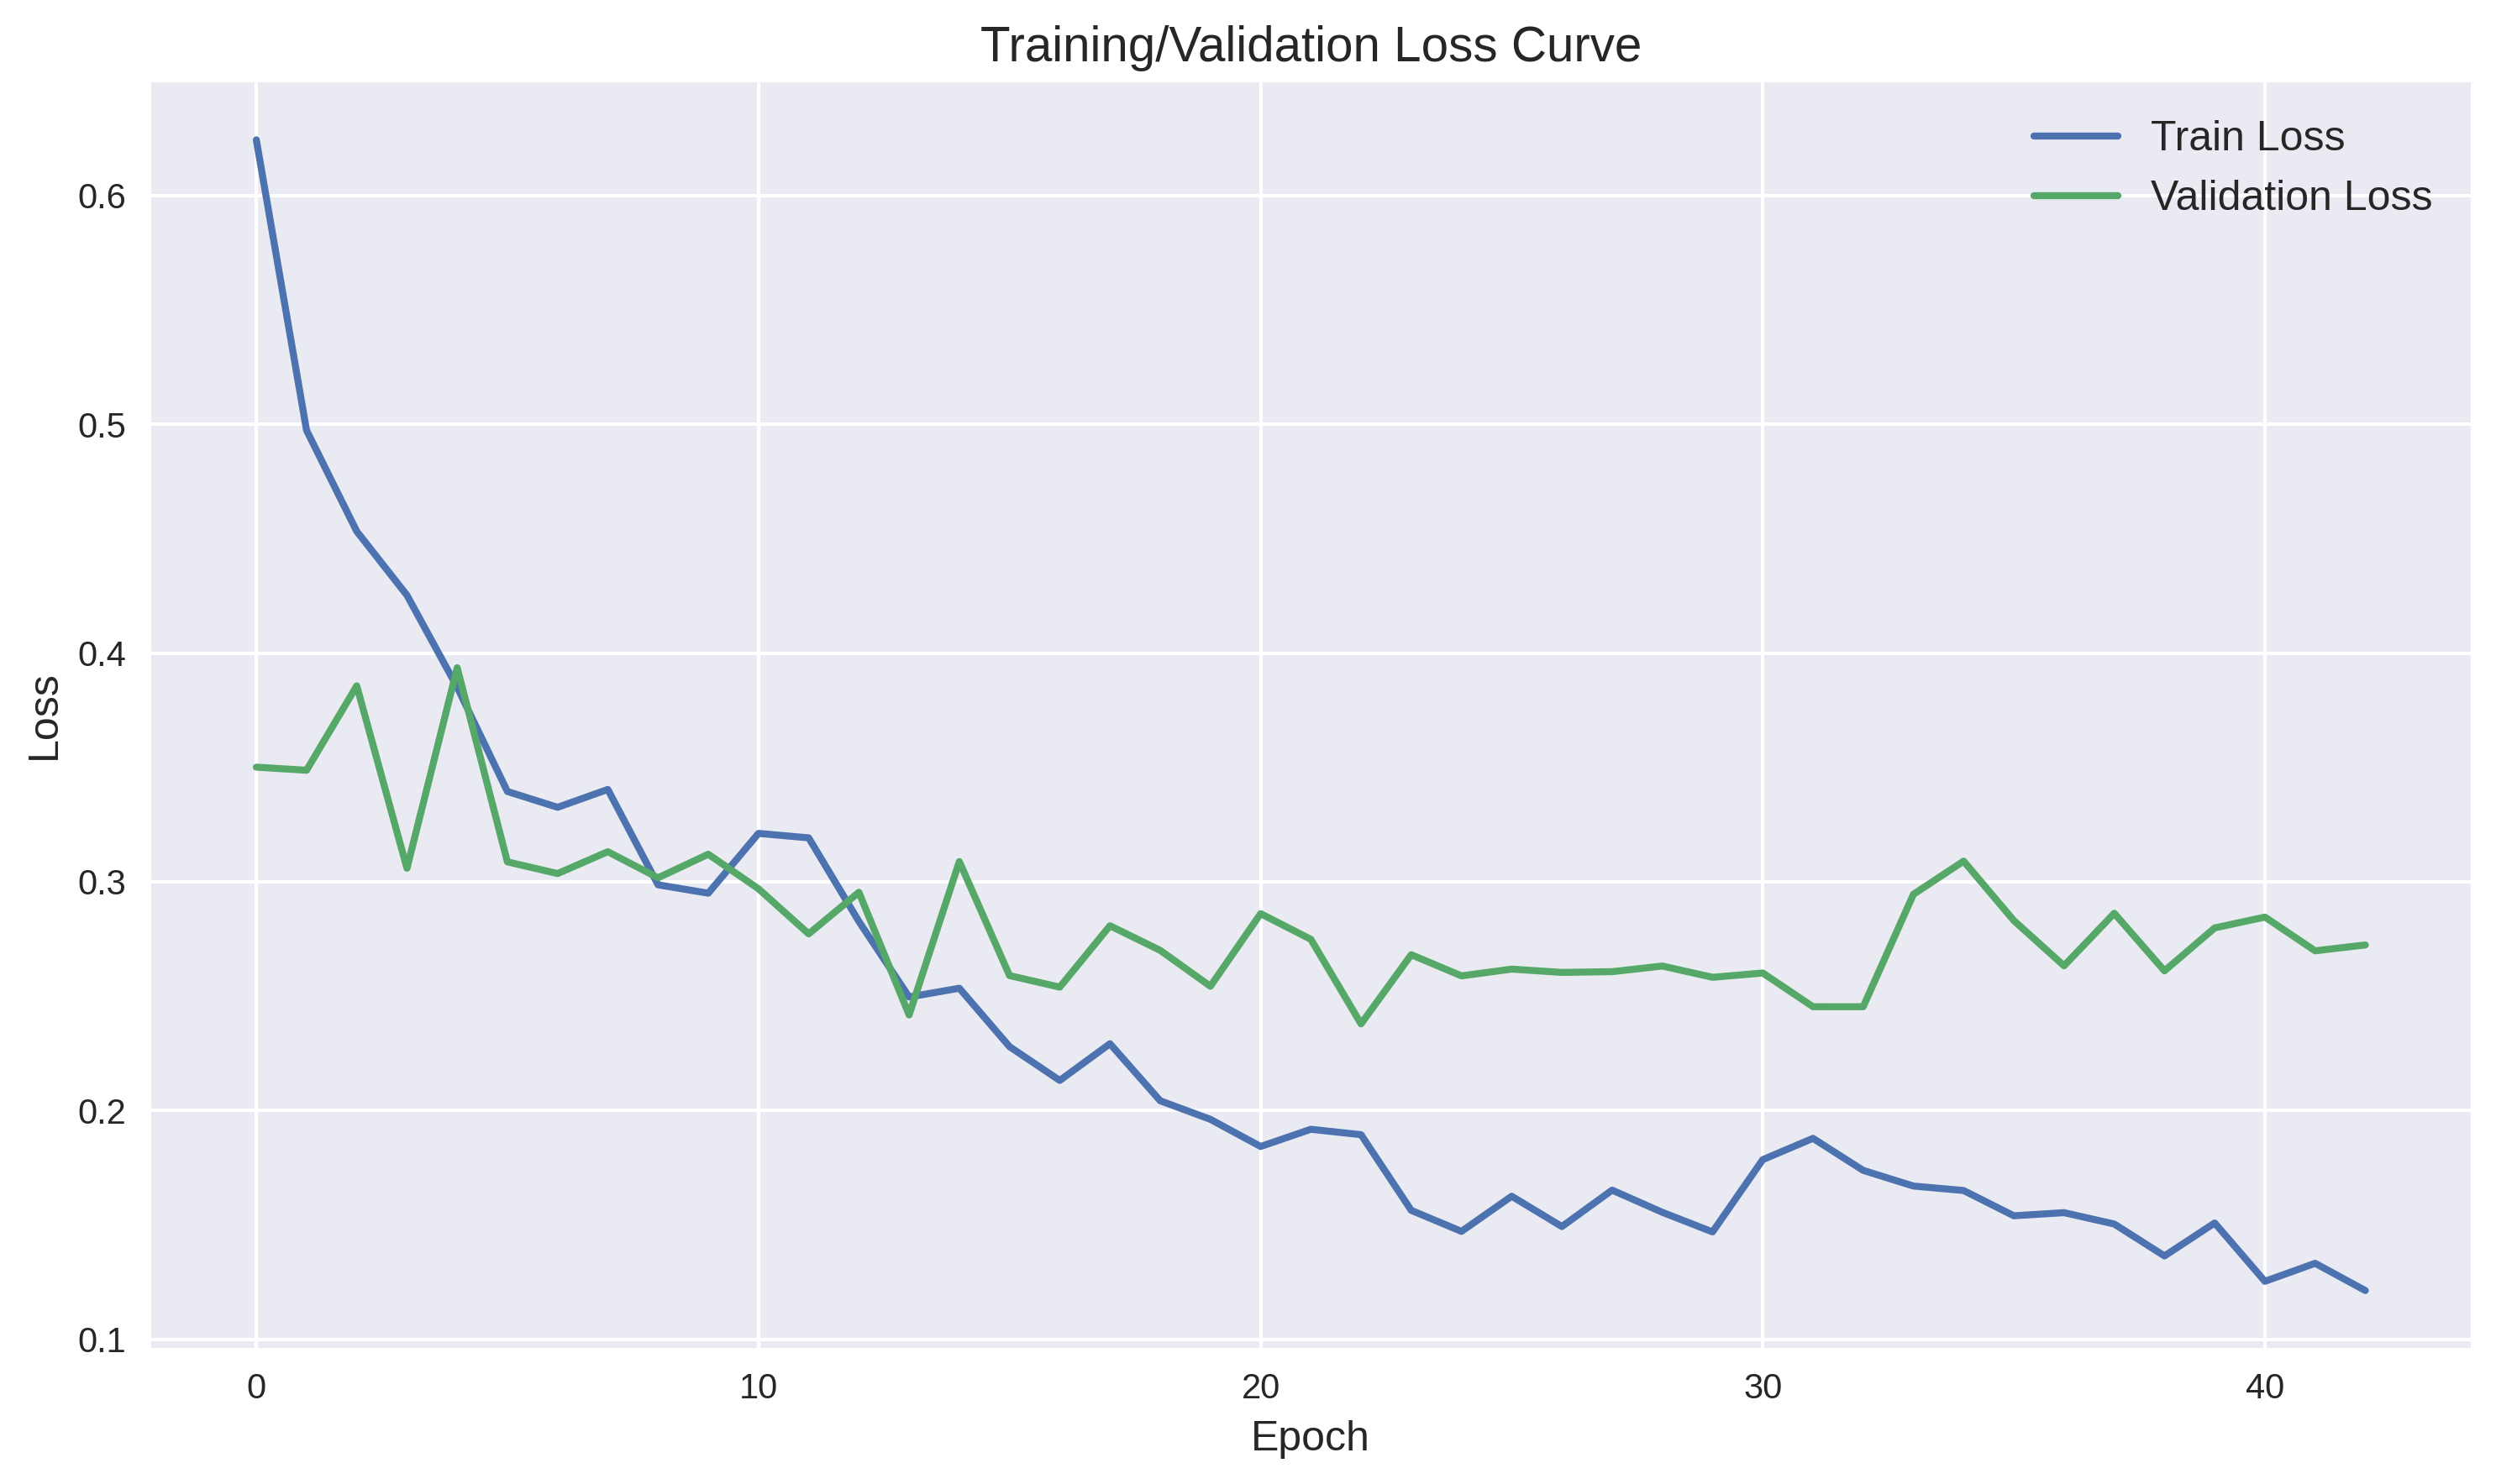 Training/Validation Loss Curve
Train Loss
Validation Loss
0.6
0.5
0.4
0.3
0.2
0.1
Loss
0 10 20 30 40
Epoch